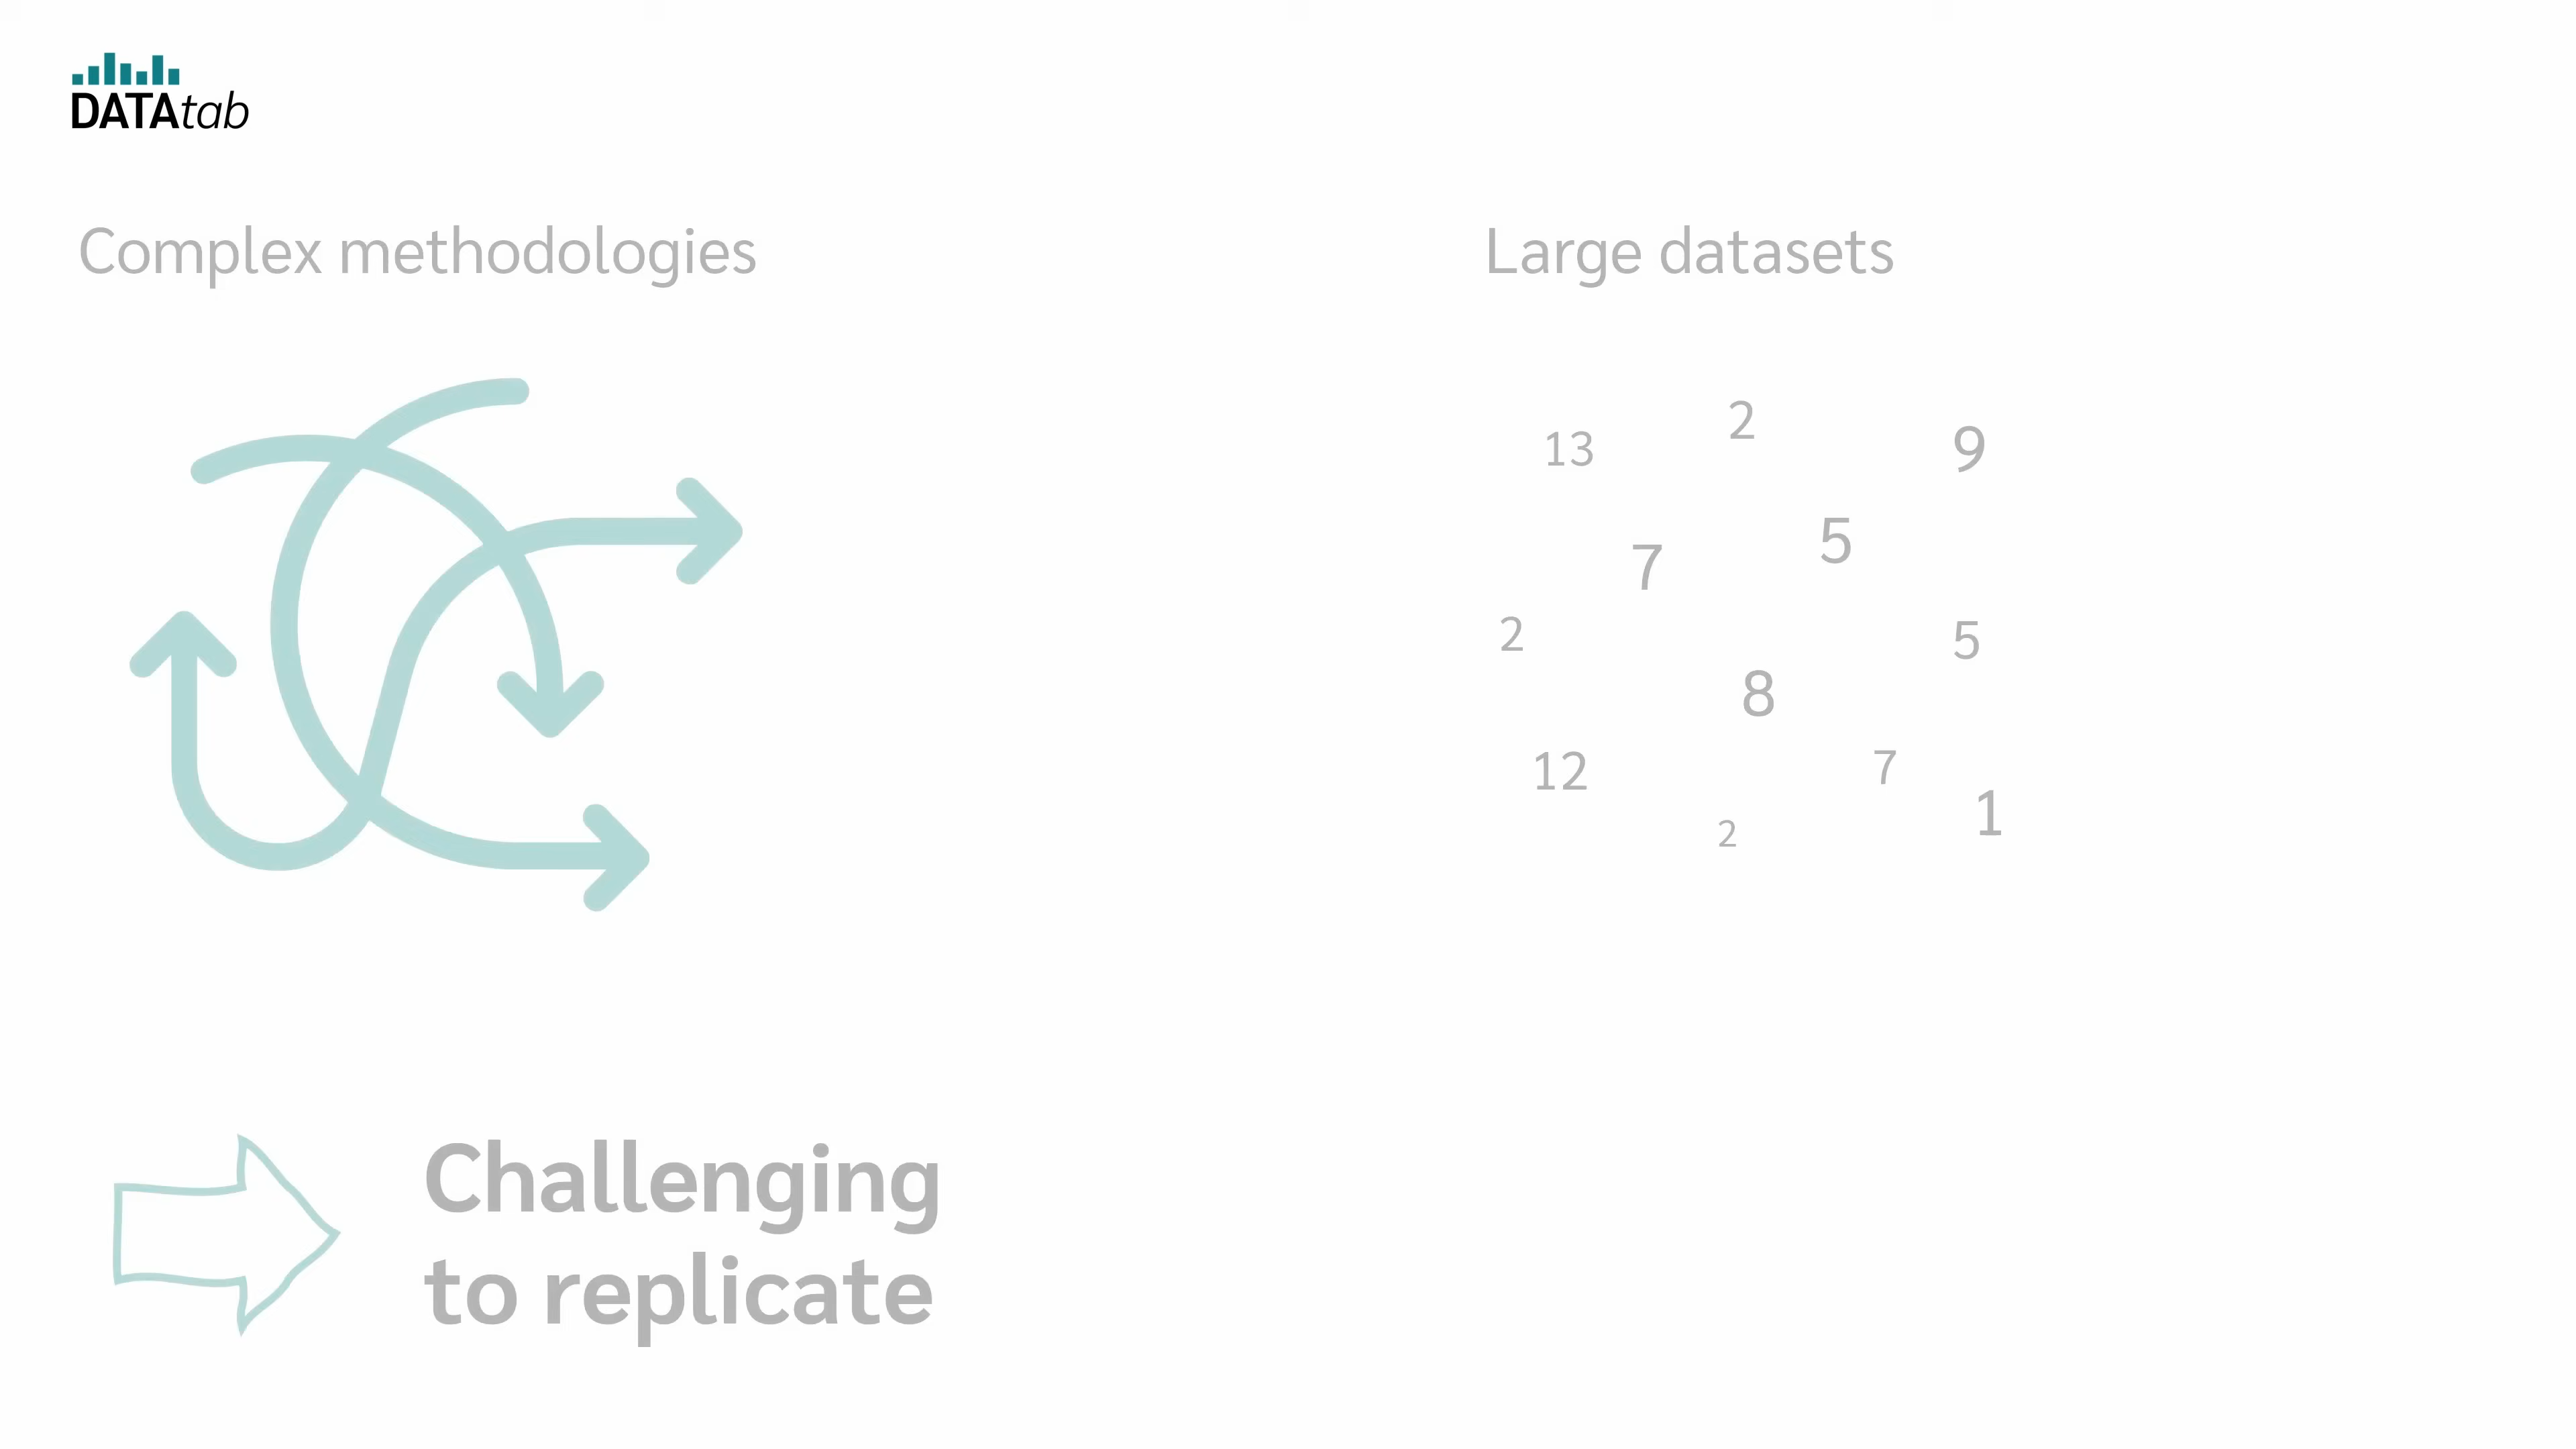 DATAtab
Complex methodologies
Large datasets
2
13
9
5
7
2
5
8
12
7
1
2
Challenging
to replicate